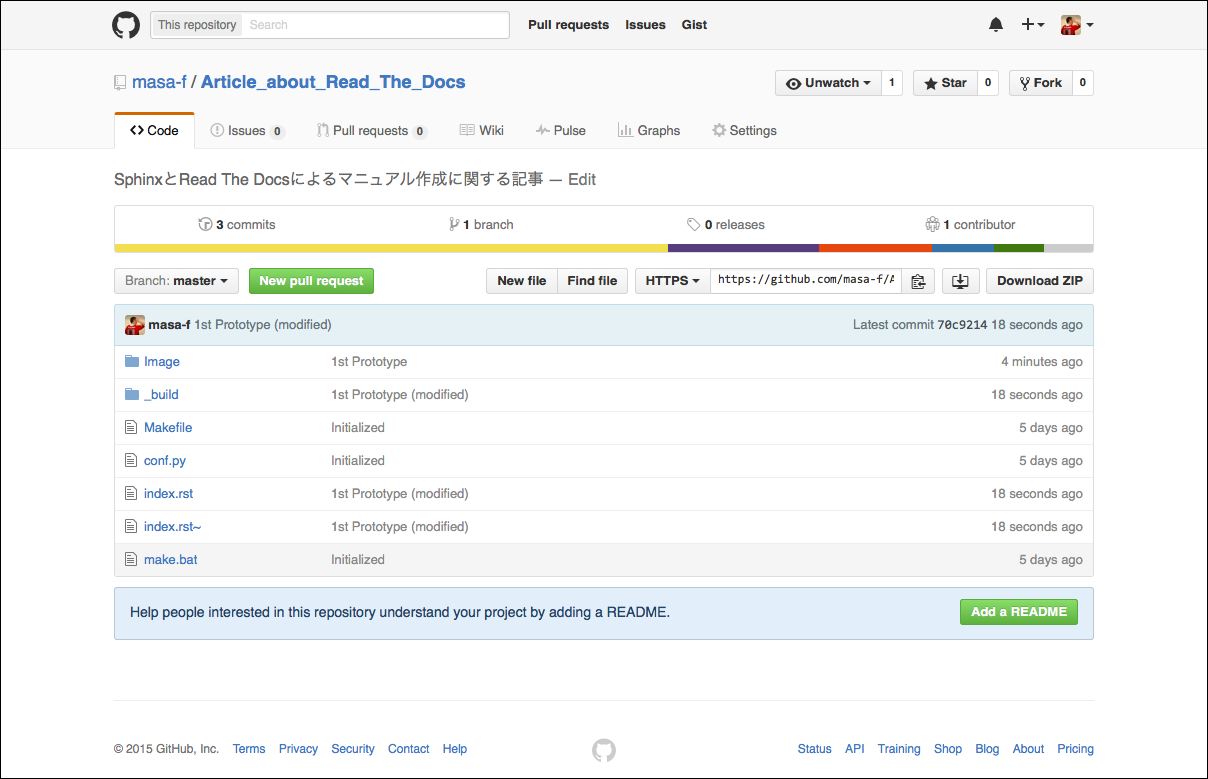 This repository Search Pull requests Issues Gist
masa-f / Article_about_Read_The_Docs Unwatch 1 Star 0 Fork 0
Code Issues 0 Pull requests 0 Wiki Pulse Graphs Settings
SphinxとRead The Docsによるマニュアル作成に関する記事 — Edit
3 commits 1 branch 0 releases 1 contributor
Branch: master New pull request New file Find file HTTPS https://github.com/masa-f/A Download ZIP
masa-f 1st Prototype (modified) Latest commit 70c9214 18 seconds ago
Image 1st Prototype 4 minutes ago
_build 1st Prototype (modified) 18 seconds ago
Makefile Initialized 5 days ago
conf.py Initialized 5 days ago
index.rst 1st Prototype (modified) 18 seconds ago
index.rst~ 1st Prototype (modified) 18 seconds ago
make.bat Initialized 5 days ago
Help people interested in this repository understand your project by adding a README. Add a README
© 2015 GitHub, Inc. Terms Privacy Security Contact Help Status API Training Shop Blog About Pricing